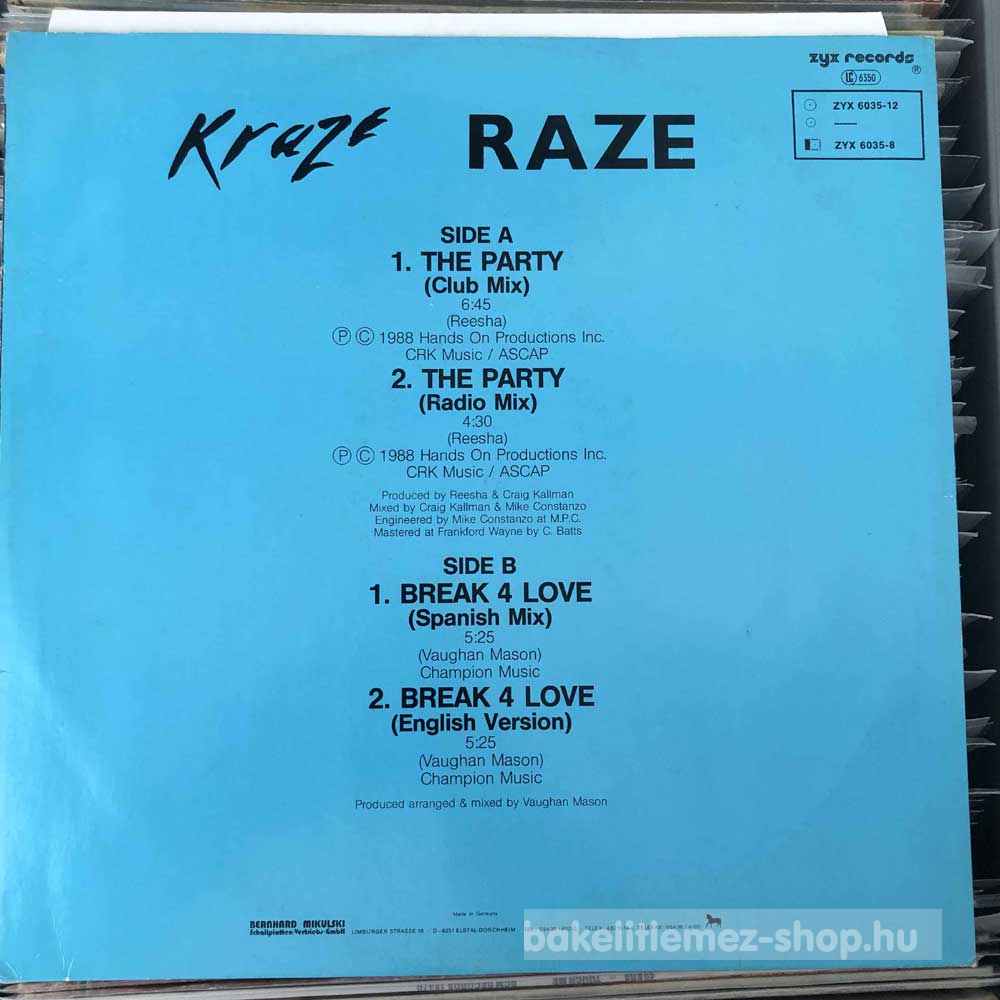 zyx records
®
LC 6350
ZYX 6035-12
ZYX 6035-8
Kraze RAZE
SIDE A
1. THE PARTY
(Club Mix)
6:45
(Reesha)
Ⓟ Ⓒ 1988 Hands On Productions Inc.
CRK Music / ASCAP
2. THE PARTY
(Radio Mix)
4:30
(Reesha)
Ⓟ Ⓒ 1988 Hands On Productions Inc.
CRK Music / ASCAP
Produced by Reesha & Craig Kallman
Mixed by Craig Kallman & Mike Constanzo
Engineered by Mike Constanzo at M.P.C.
Mastered at Frankford Wayne by C. Batts
SIDE B
1. BREAK 4 LOVE
(Spanish Mix)
5:25
(Vaughan Mason)
Champion Music
2. BREAK 4 LOVE
(English Version)
5:25
(Vaughan Mason)
Champion Music
Produced arranged & mixed by Vaughan Mason
Made in Germany
BERNHARD MIKULSKI
Schallplatten-Vertriebs-GmbH
LIMBURGER STRASSE 18 · D - 6251 ELBTAL-DORCHHEIM
bakelitlemez-shop.hu